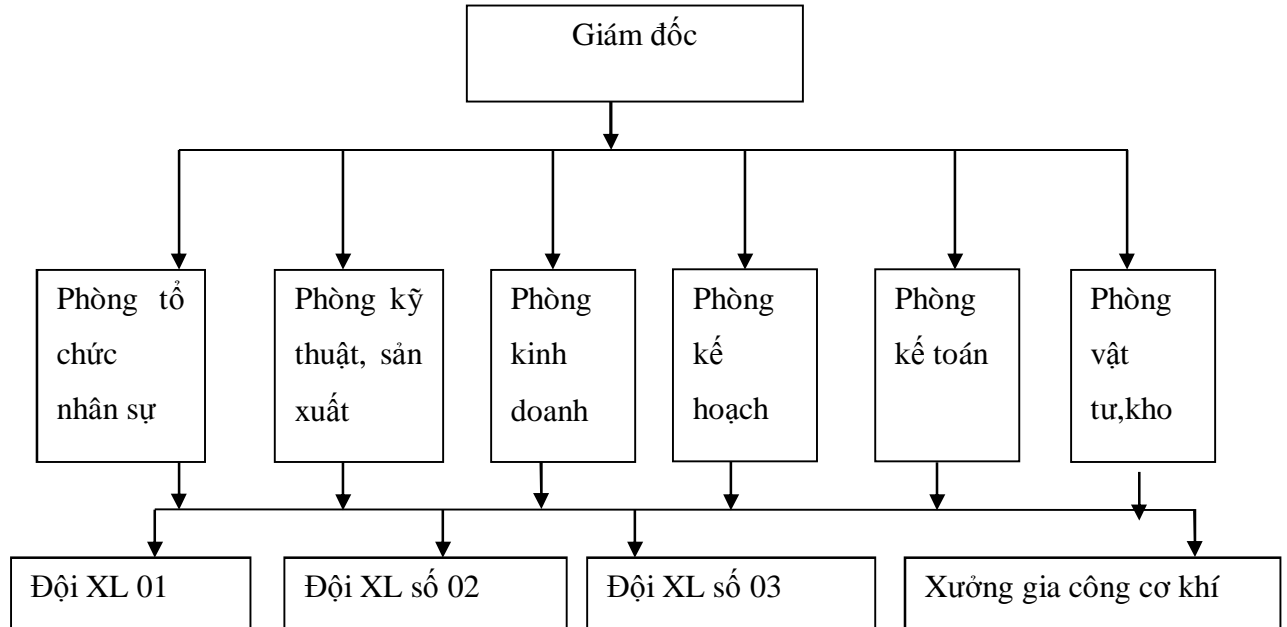 Giám đốc
Phòng tổ
chức
nhân sự
Phòng kỹ
thuật, sản
xuất
Phòng
kinh
doanh
Phòng
kế
hoạch
Phòng
kế toán
Phòng
vật
tư,kho
Đội XL 01
Đội XL số 02
Đội XL số 03
Xưởng gia công cơ khí